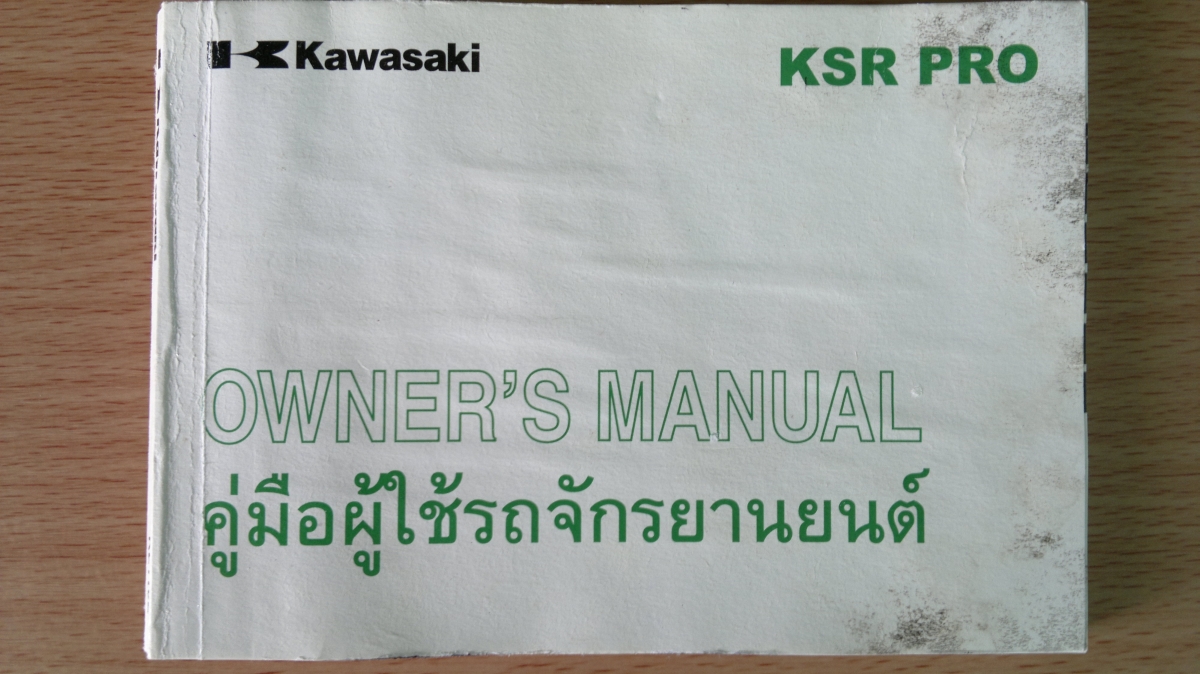 Kawasaki KSR PRO
OWNER'S MANUAL
คู่มือผู้ใช้รถจักรยานยนต์